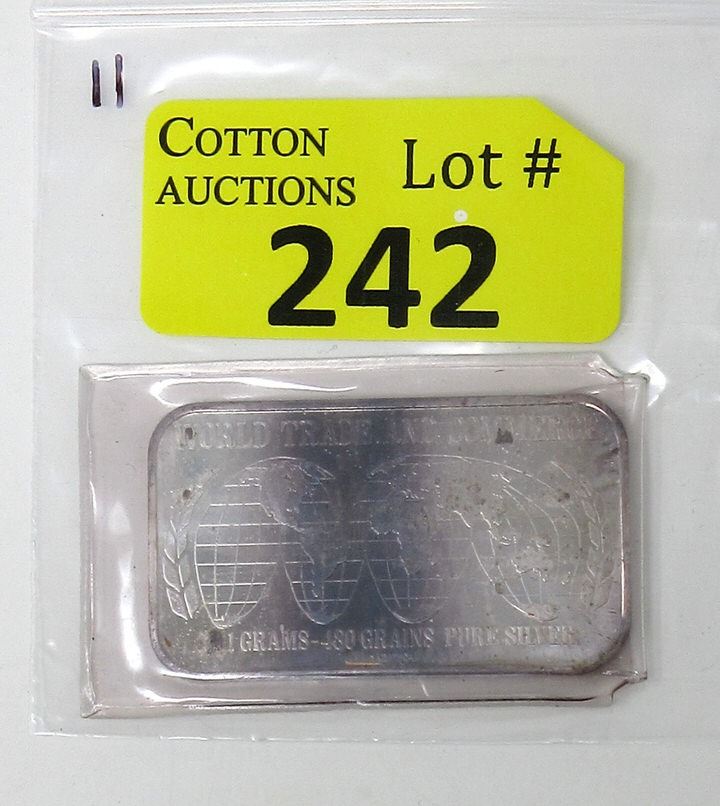 11
COTTON
AUCTIONS
Lot #
242
WORLD TRADE AND COMMERCE
GRAMS-480 GRAINS PURE SILVER